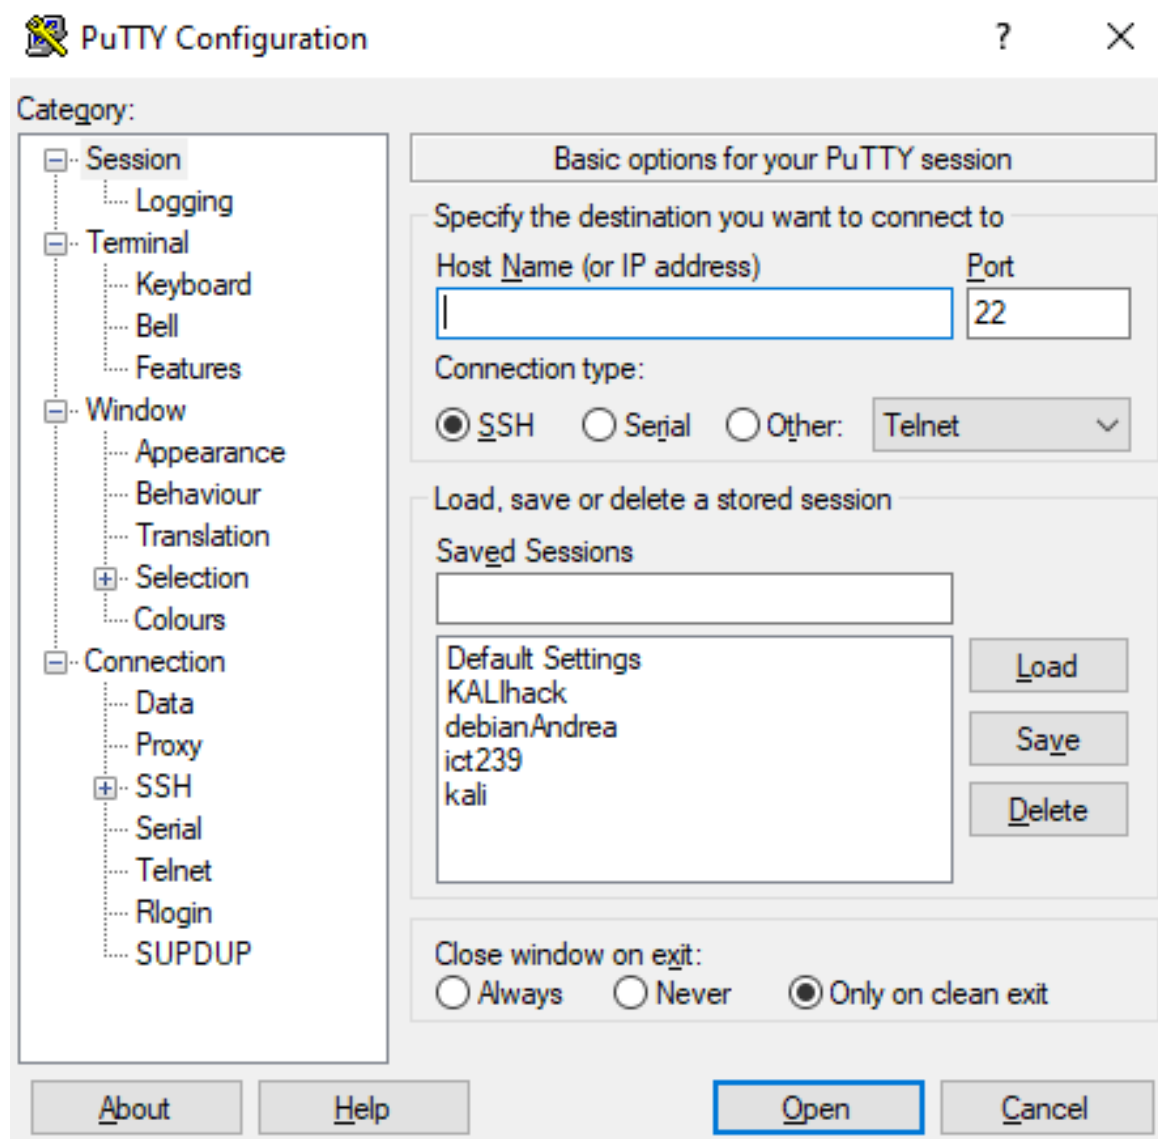 PuTTY Configuration
?
Category:
Session
Logging
Terminal
Keyboard
Bell
Features
Window
Appearance
Behaviour
Translation
Selection
Colours
Connection
Data
Proxy
SSH
Serial
Telnet
Rlogin
SUPDUP
Basic options for your PuTTY session
Specify the destination you want to connect to
Host Name (or IP address) Port
22
Connection type:
SSH Serial Other: Telnet
Load, save or delete a stored session
Saved Sessions
Default Settings
KALIhack
debianAndrea
ict239
kali
Load
Save
Delete
Close window on exit:
Always Never Only on clean exit
About Help Open Cancel